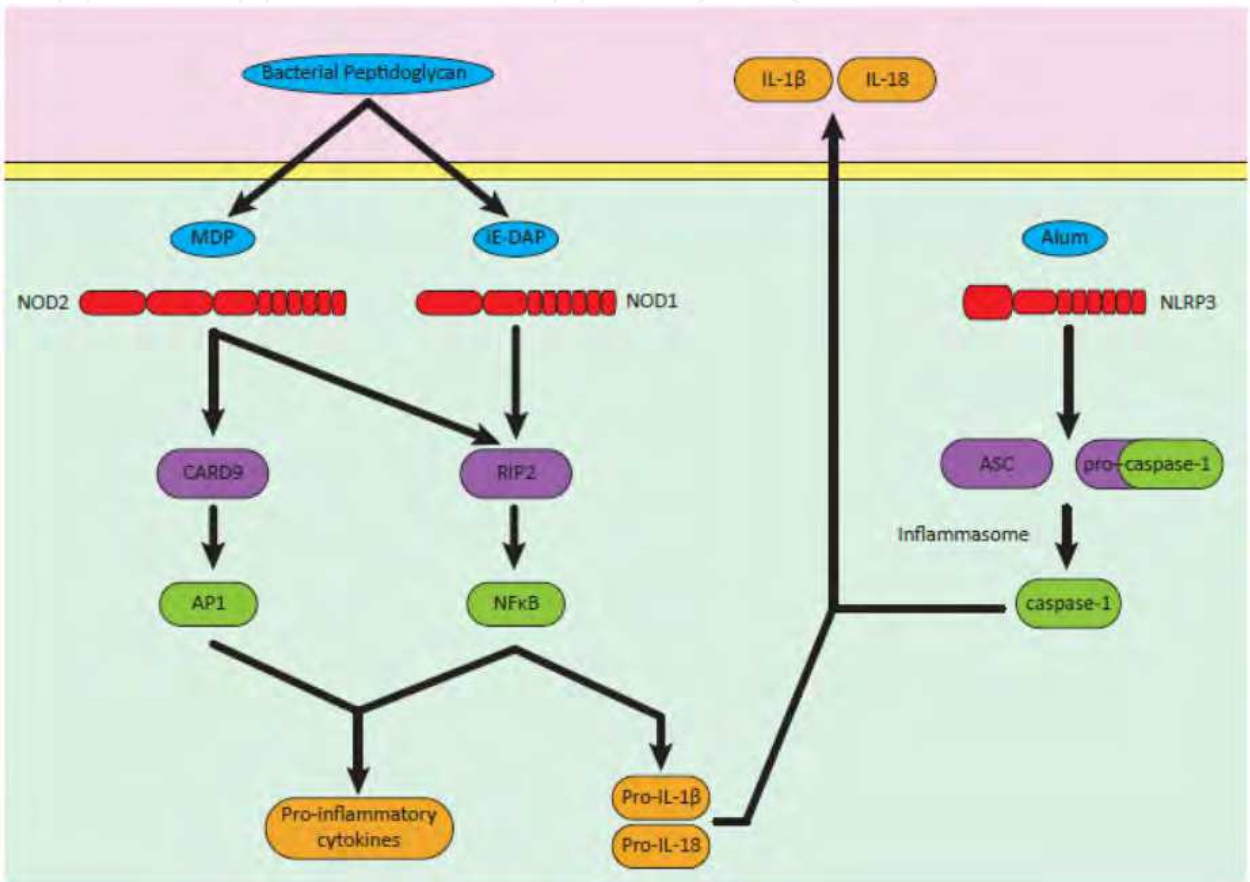 Bacterial Peptidoglycan
IL-1β
IL-18
MDP
iE-DAP
Alum
NOD2
NOD1
NLRP3
CARD9
RIP2
ASC
pro-caspase-1
Inflammasome
AP1
NFκB
caspase-1
Pro-inflammatory
cytokines
Pro-IL-1β
Pro-IL-18